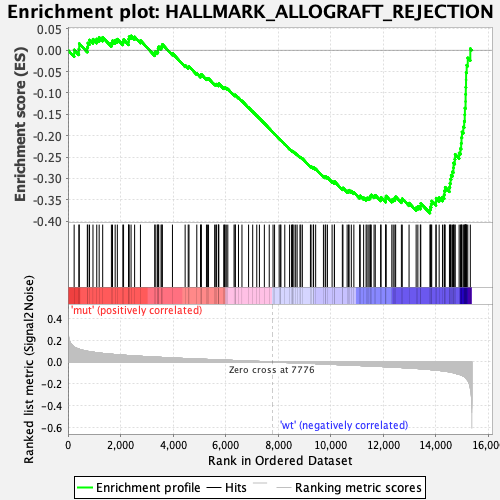 Enrichment plot: HALLMARK_ALLOGRAFT_REJECTION
Enrichment score (ES)
0.05
0.00
-0.05
-0.10
-0.15
-0.20
-0.25
-0.30
-0.35
-0.40
'mut' (positively correlated)
Ranked list metric (Signal2Noise)
0.4
0.2
0.0
-0.2
-0.4
-0.6
Zero cross at 7776
'wt' (negatively correlated)
0 2,000 4,000 6,000 8,000 10,000 12,000 14,000 16,000
Rank in Ordered Dataset
Enrichment profile Hits Ranking metric scores